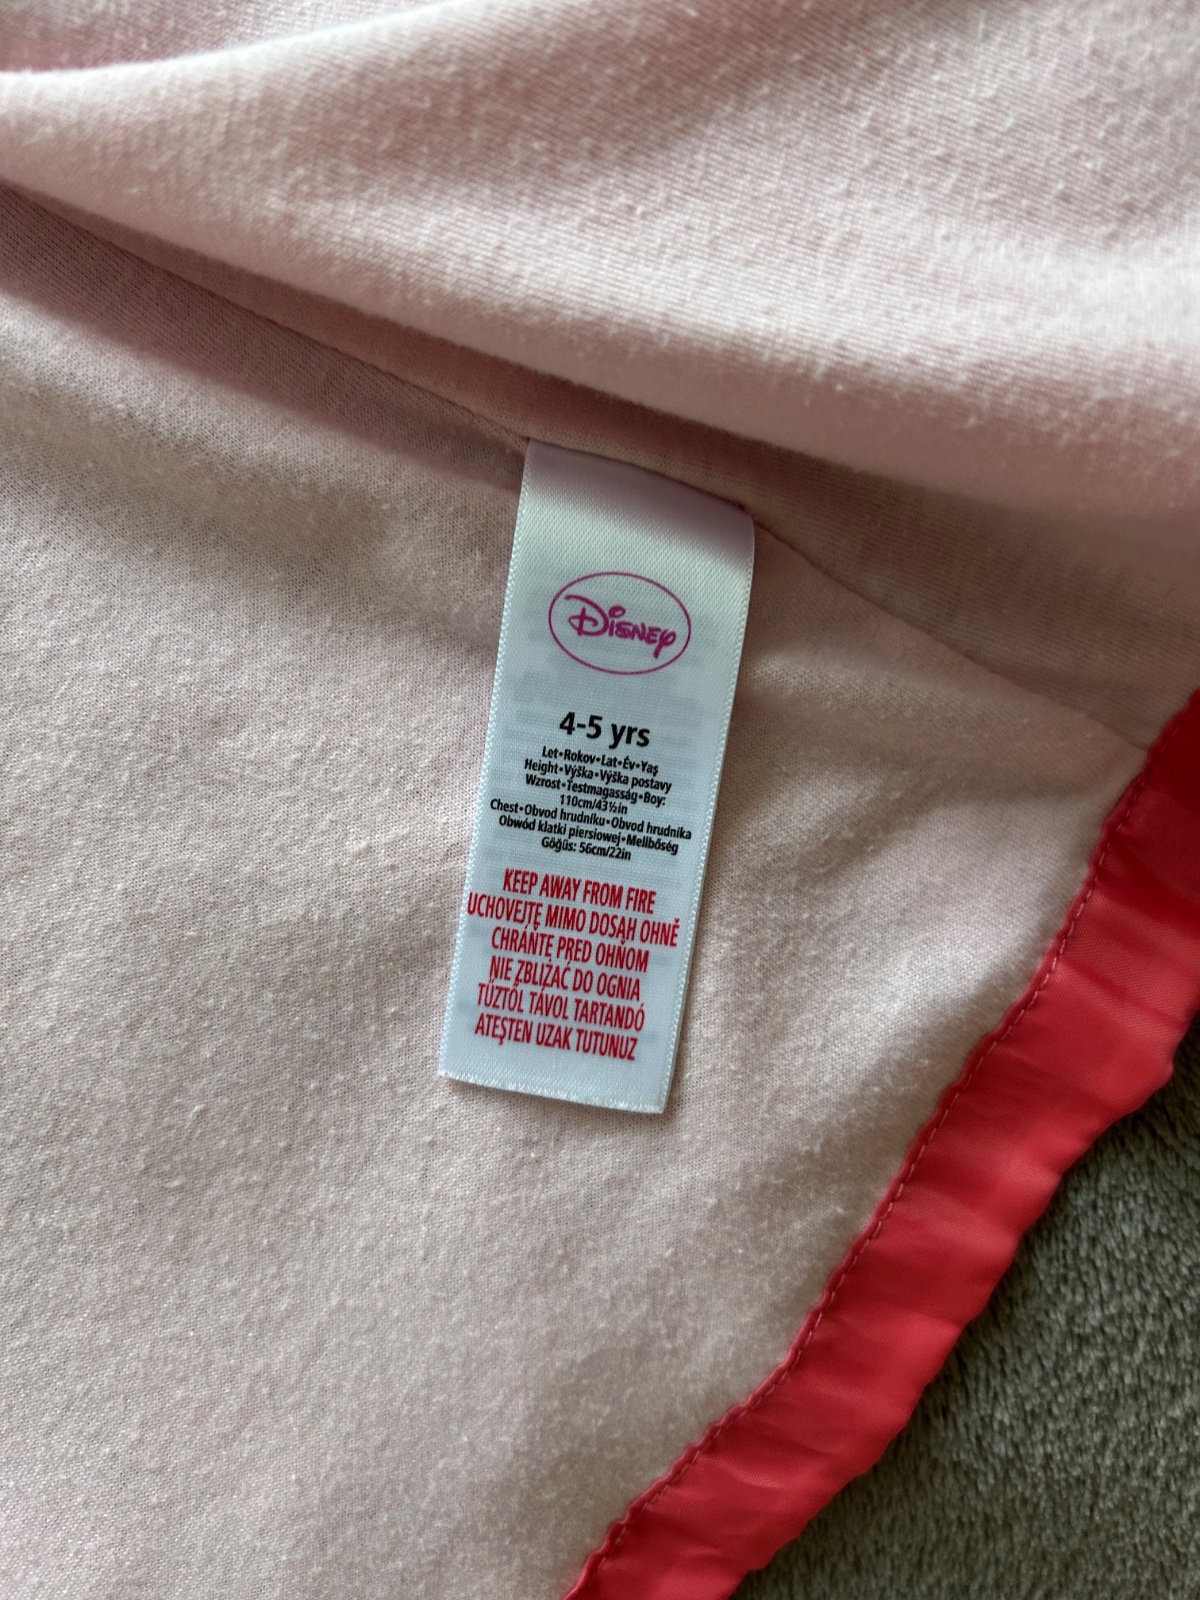 Disney
4-5 yrs
Let•Rokov•Lat•Év•Yaş
Height•Výška•Výška postavy
Wzrost•Testmagasság•Boy:
110cm/43½in
Chest•Obvod hrudníku•Obvod hrudníka
Obwód klatki piersiowej•Mellbőség
Göğüs: 56cm/22in
KEEP AWAY FROM FIRE
UCHOVEJTE MIMO DOSAH OHNĚ
CHRÁŇTE PRED OHŇOM
NIE ZBLIŻAĆ DO OGNIA
TŰZTŐL TÁVOL TARTANDÓ
ATEŞTEN UZAK TUTUNUZ